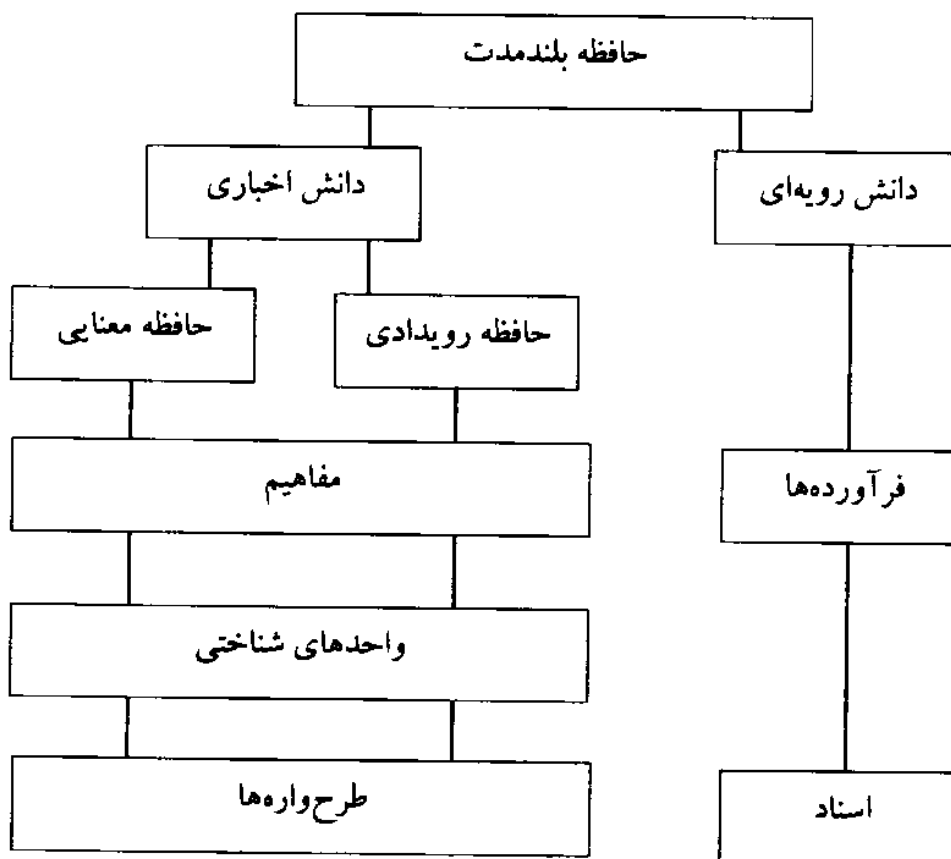 حافظه بلندمدت
دانش رویه‌ای
دانش اخباری
حافظه رویدادی
حافظه معنایی
مفاهیم
فرآورده‌ها
واحدهای شناختی
طرح‌واره‌ها
اسناد